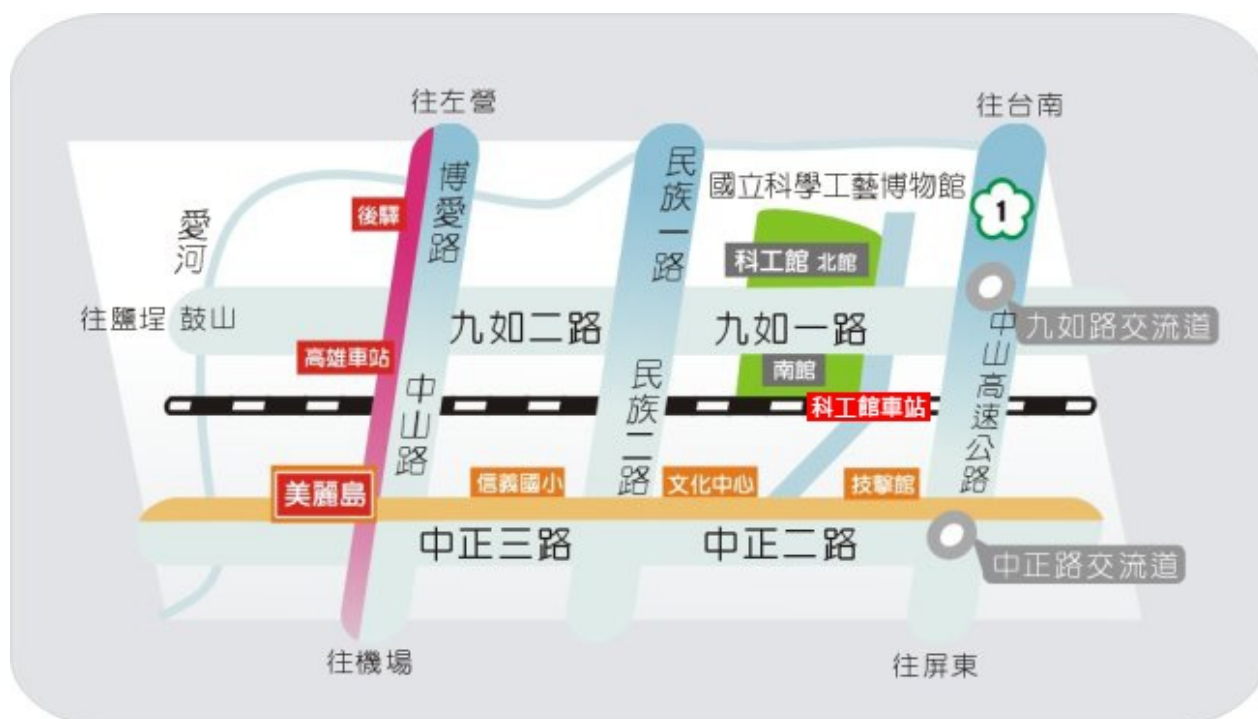 往左營
往台南
博愛路
民族一路
國立科學工藝博物館
1
後驛
愛河
科工館 北館
往鹽埕 鼓山
九如二路
九如一路
九如路交流道
高雄車站
南館
中山路
民族二路
中山高速公路
科工館車站
美麗島
信義國小
文化中心
技擊館
中正三路
中正二路
中正路交流道
往機場
往屏東